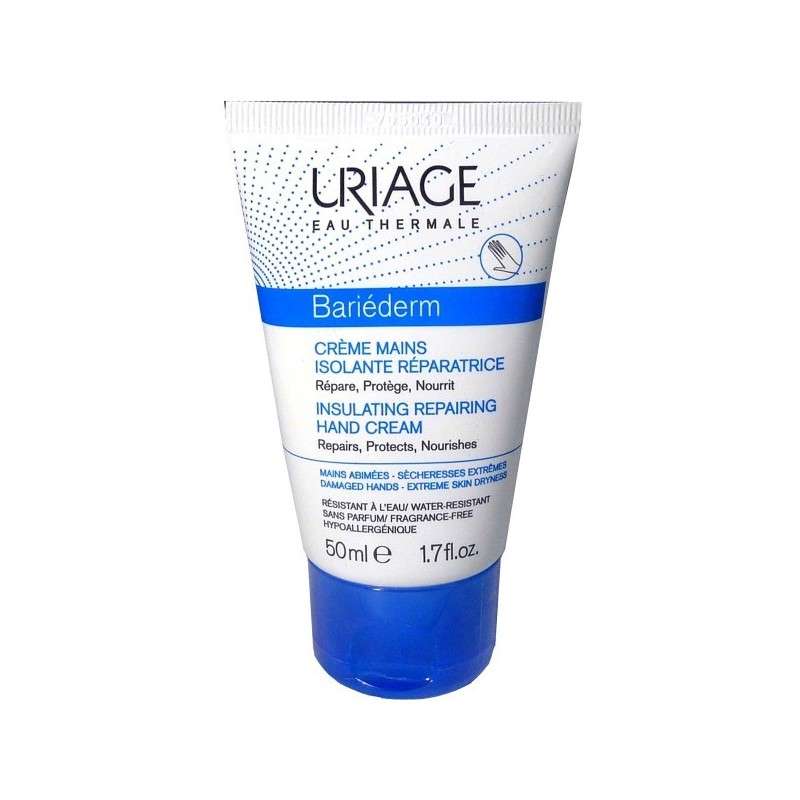 URIAGE
EAU THERMALE
Bariéderm
CRÈME MAINS
ISOLANTE RÉPARATRICE
Répare, Protège, Nourrit
INSULATING REPAIRING
HAND CREAM
Repairs, Protects, Nourishes
MAINS ABIMÉES - SÈCHERESSES EXTRÊMES
DAMAGED HANDS - EXTREME SKIN DRYNESS
RÉSISTANT À L'EAU/ WATER-RESISTANT
SANS PARFUM/ FRAGRANCE-FREE
HYPOALLERGÉNIQUE
50ml e 1.7fl.oz.